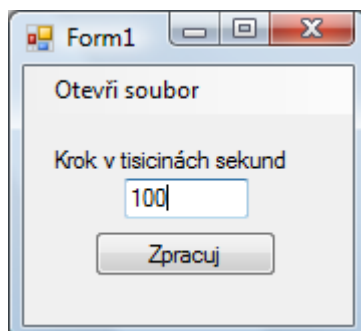 Form1
Otevři soubor
Krok v tisicinách sekund
100
Zpracuj